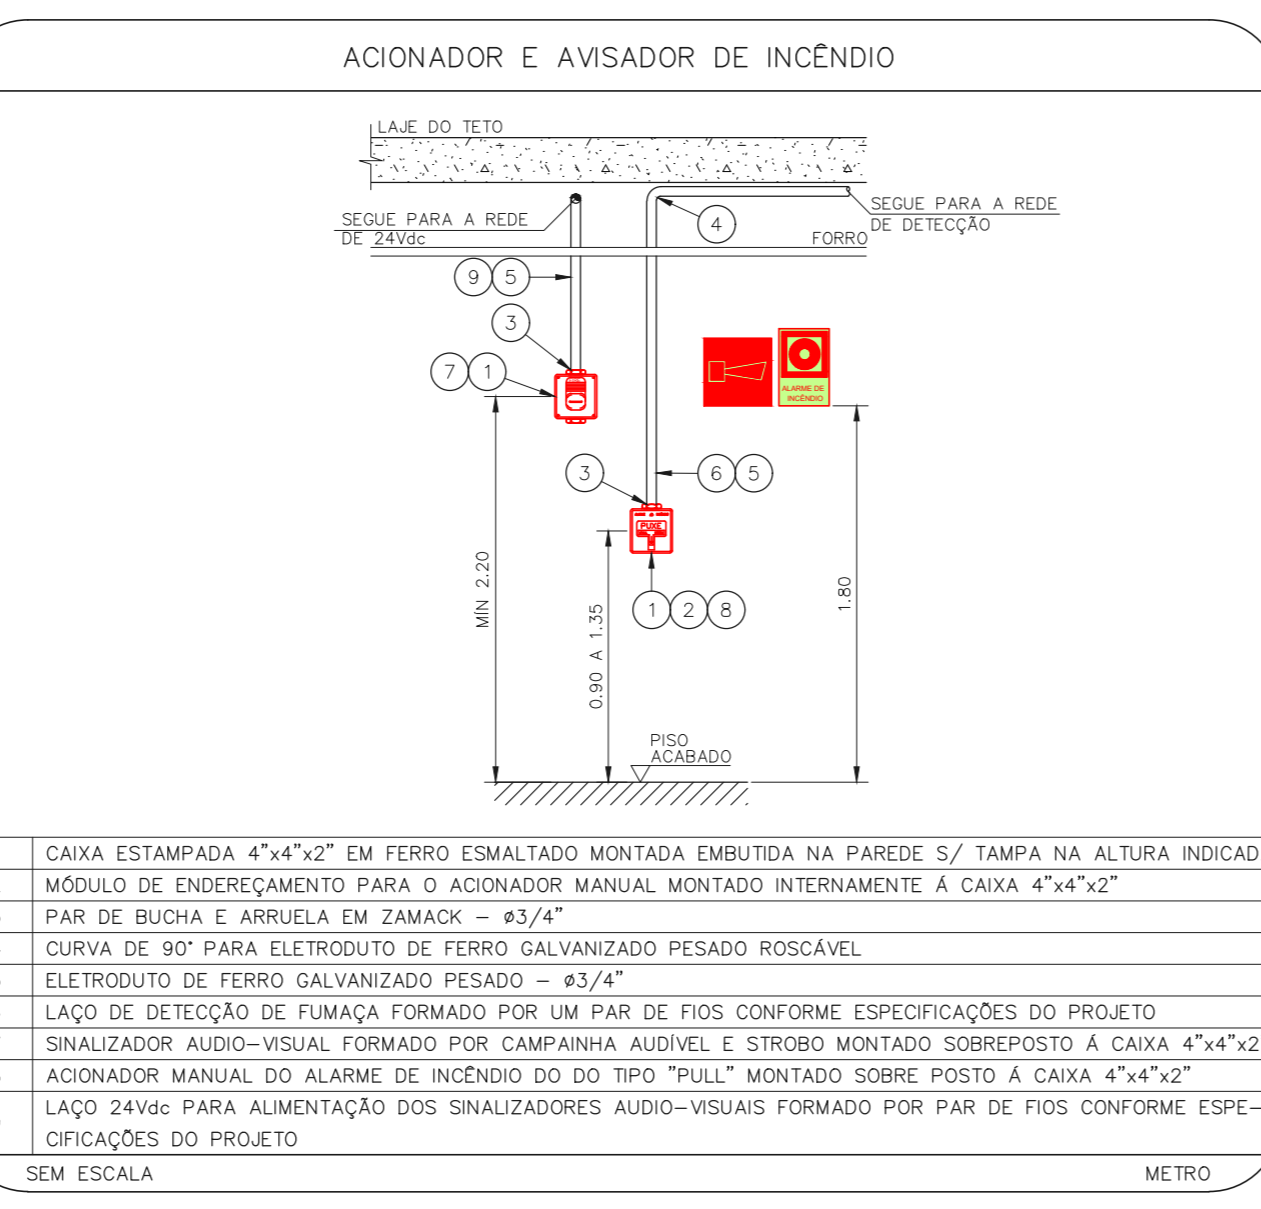 ACIONADOR E AVISADOR DE INCÊNDIO
LAJE DO TETO
SEGUE PARA A REDE
DE 24Vdc
SEGUE PARA A REDE
DE DETECÇÃO
4
FORRO
9 5
3
7 1
ALARME DE
INCÊNDIO
3
6 5
PUXE
1 2 8
MÍN 2.20
0.90 A 1.35
1.80
PISO
ACABADO
CAIXA ESTAMPADA 4"x4"x2" EM FERRO ESMALTADO MONTADA EMBUTIDA NA PAREDE S/ TAMPA NA ALTURA INDICAD
MÓDULO DE ENDEREÇAMENTO PARA O ACIONADOR MANUAL MONTADO INTERNAMENTE Á CAIXA 4"x4"x2"
PAR DE BUCHA E ARRUELA EM ZAMACK – ø3/4"
CURVA DE 90° PARA ELETRODUTO DE FERRO GALVANIZADO PESADO ROSCÁVEL
ELETRODUTO DE FERRO GALVANIZADO PESADO – ø3/4"
LAÇO DE DETECÇÃO DE FUMAÇA FORMADO POR UM PAR DE FIOS CONFORME ESPECIFICAÇÕES DO PROJETO
SINALIZADOR AUDIO–VISUAL FORMADO POR CAMPAINHA AUDÍVEL E STROBO MONTADO SOBREPOSTO Á CAIXA 4"x4"x2
ACIONADOR MANUAL DO ALARME DE INCÊNDIO DO DO TIPO "PULL" MONTADO SOBRE POSTO Á CAIXA 4"x4"x2"
LAÇO 24Vdc PARA ALIMENTAÇÃO DOS SINALIZADORES AUDIO–VISUAIS FORMADO POR PAR DE FIOS CONFORME ESPE–
CIFICAÇÕES DO PROJETO
SEM ESCALA
METRO